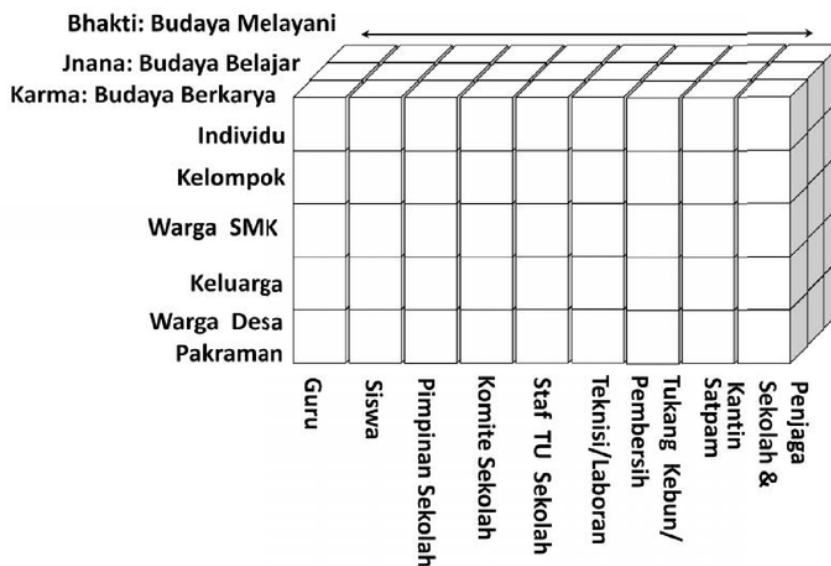 Bhakti: Budaya Melayani
Jnana: Budaya Belajar
Karma: Budaya Berkarya
Individu
Kelompok
Warga SMK
Keluarga
Warga Desa
Pakraman
Guru
Siswa
Pimpinan Sekolah
Komite Sekolah
Staf TU Sekolah
Teknisi/Laboran
Tukang Kebun/
Pembersih
Kantin
Satpam
Penjaga
Sekolah &